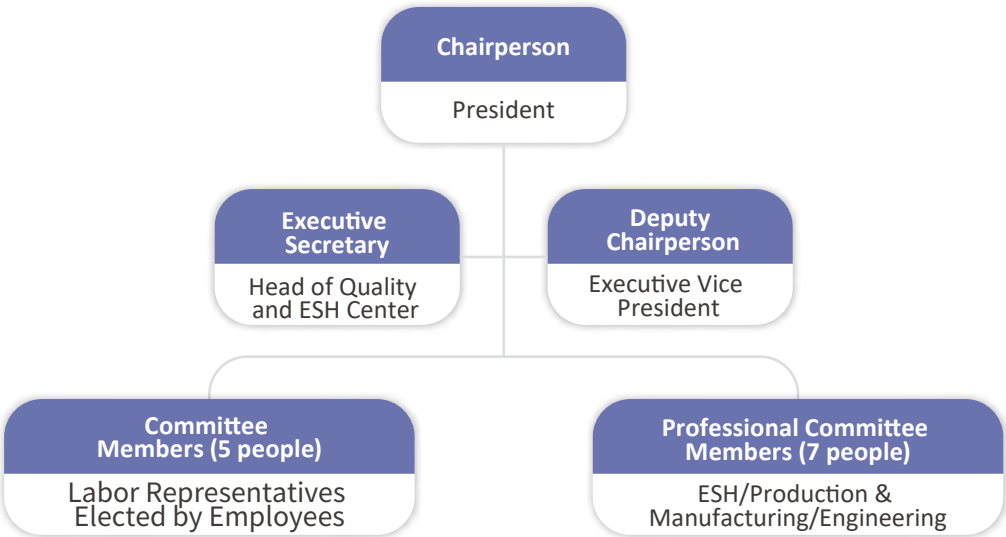 Chairperson
President
Executive
Secretary
Head of Quality
and ESH Center
Deputy
Chairperson
Executive Vice
President
Committee
Members (5 people)
Labor Representatives
Elected by Employees
Professional Committee
Members (7 people)
ESH/Production &
Manufacturing/Engineering